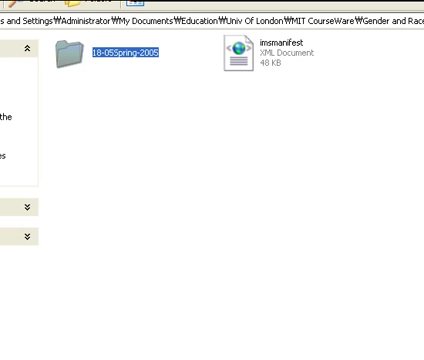 s and Settings₩Administrator₩My Documents₩Education₩Univ Of London₩MIT CourseWare₩Gender and Race
18-05Spring-2005
imsmanifest
XML Document
48 KB
the
es